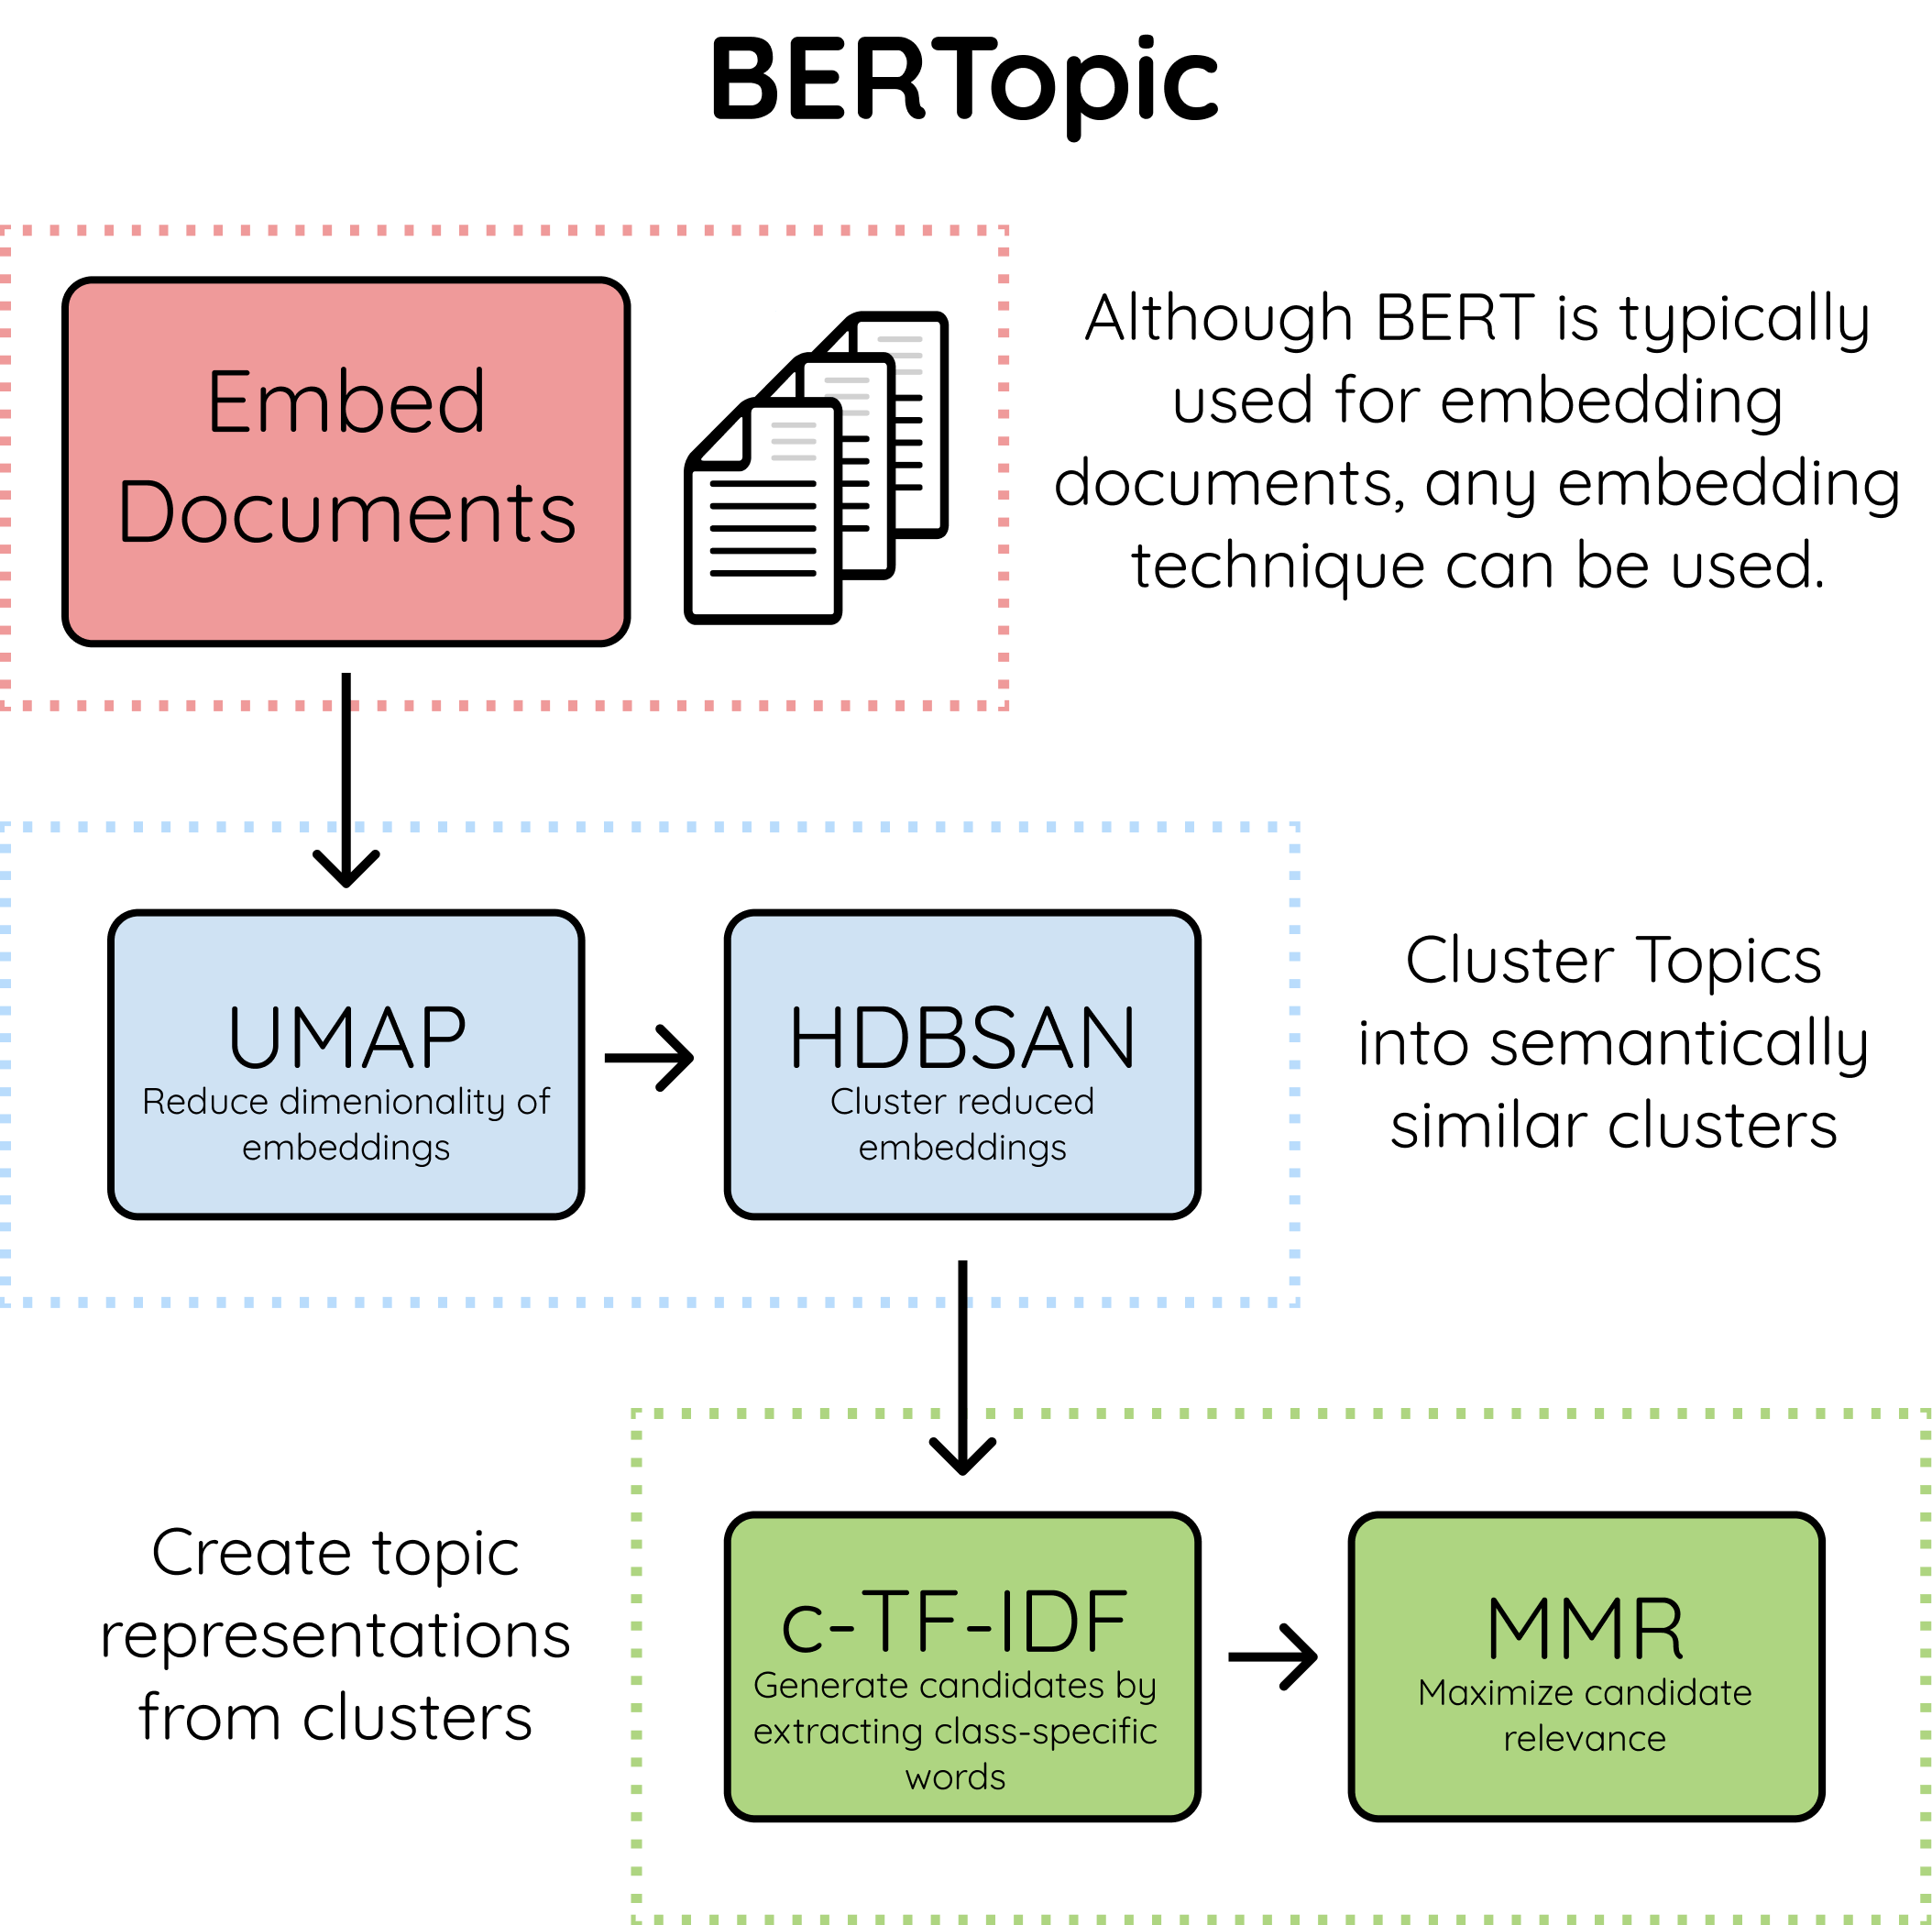 BERTopic
Embed
Documents
Although BERT is typically
used for embedding
documents, any embedding
technique can be used.
UMAP
Reduce dimenionality of
embeddings
HDBSAN
Cluster reduced
embeddings
Cluster Topics
into semantically
similar clusters
Create topic
representations
from clusters
c-TF-IDF
Generate candidates by
extracting class-specific
words
MMR
Maximize candidate
relevance